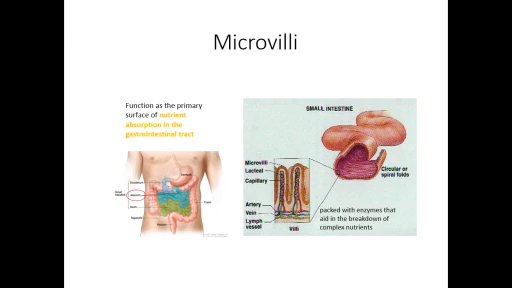 Microvilli
Function as the primary
surface of nutrient
absorption in the
gastrointestinal tract
SMALL INTESTINE
Microvilli
Lacteal
Capillary
Artery
Vein
Lymph
vessel
Villi
Circular or
spiral folds
packed with enzymes that
aid in the breakdown of
complex nutrients